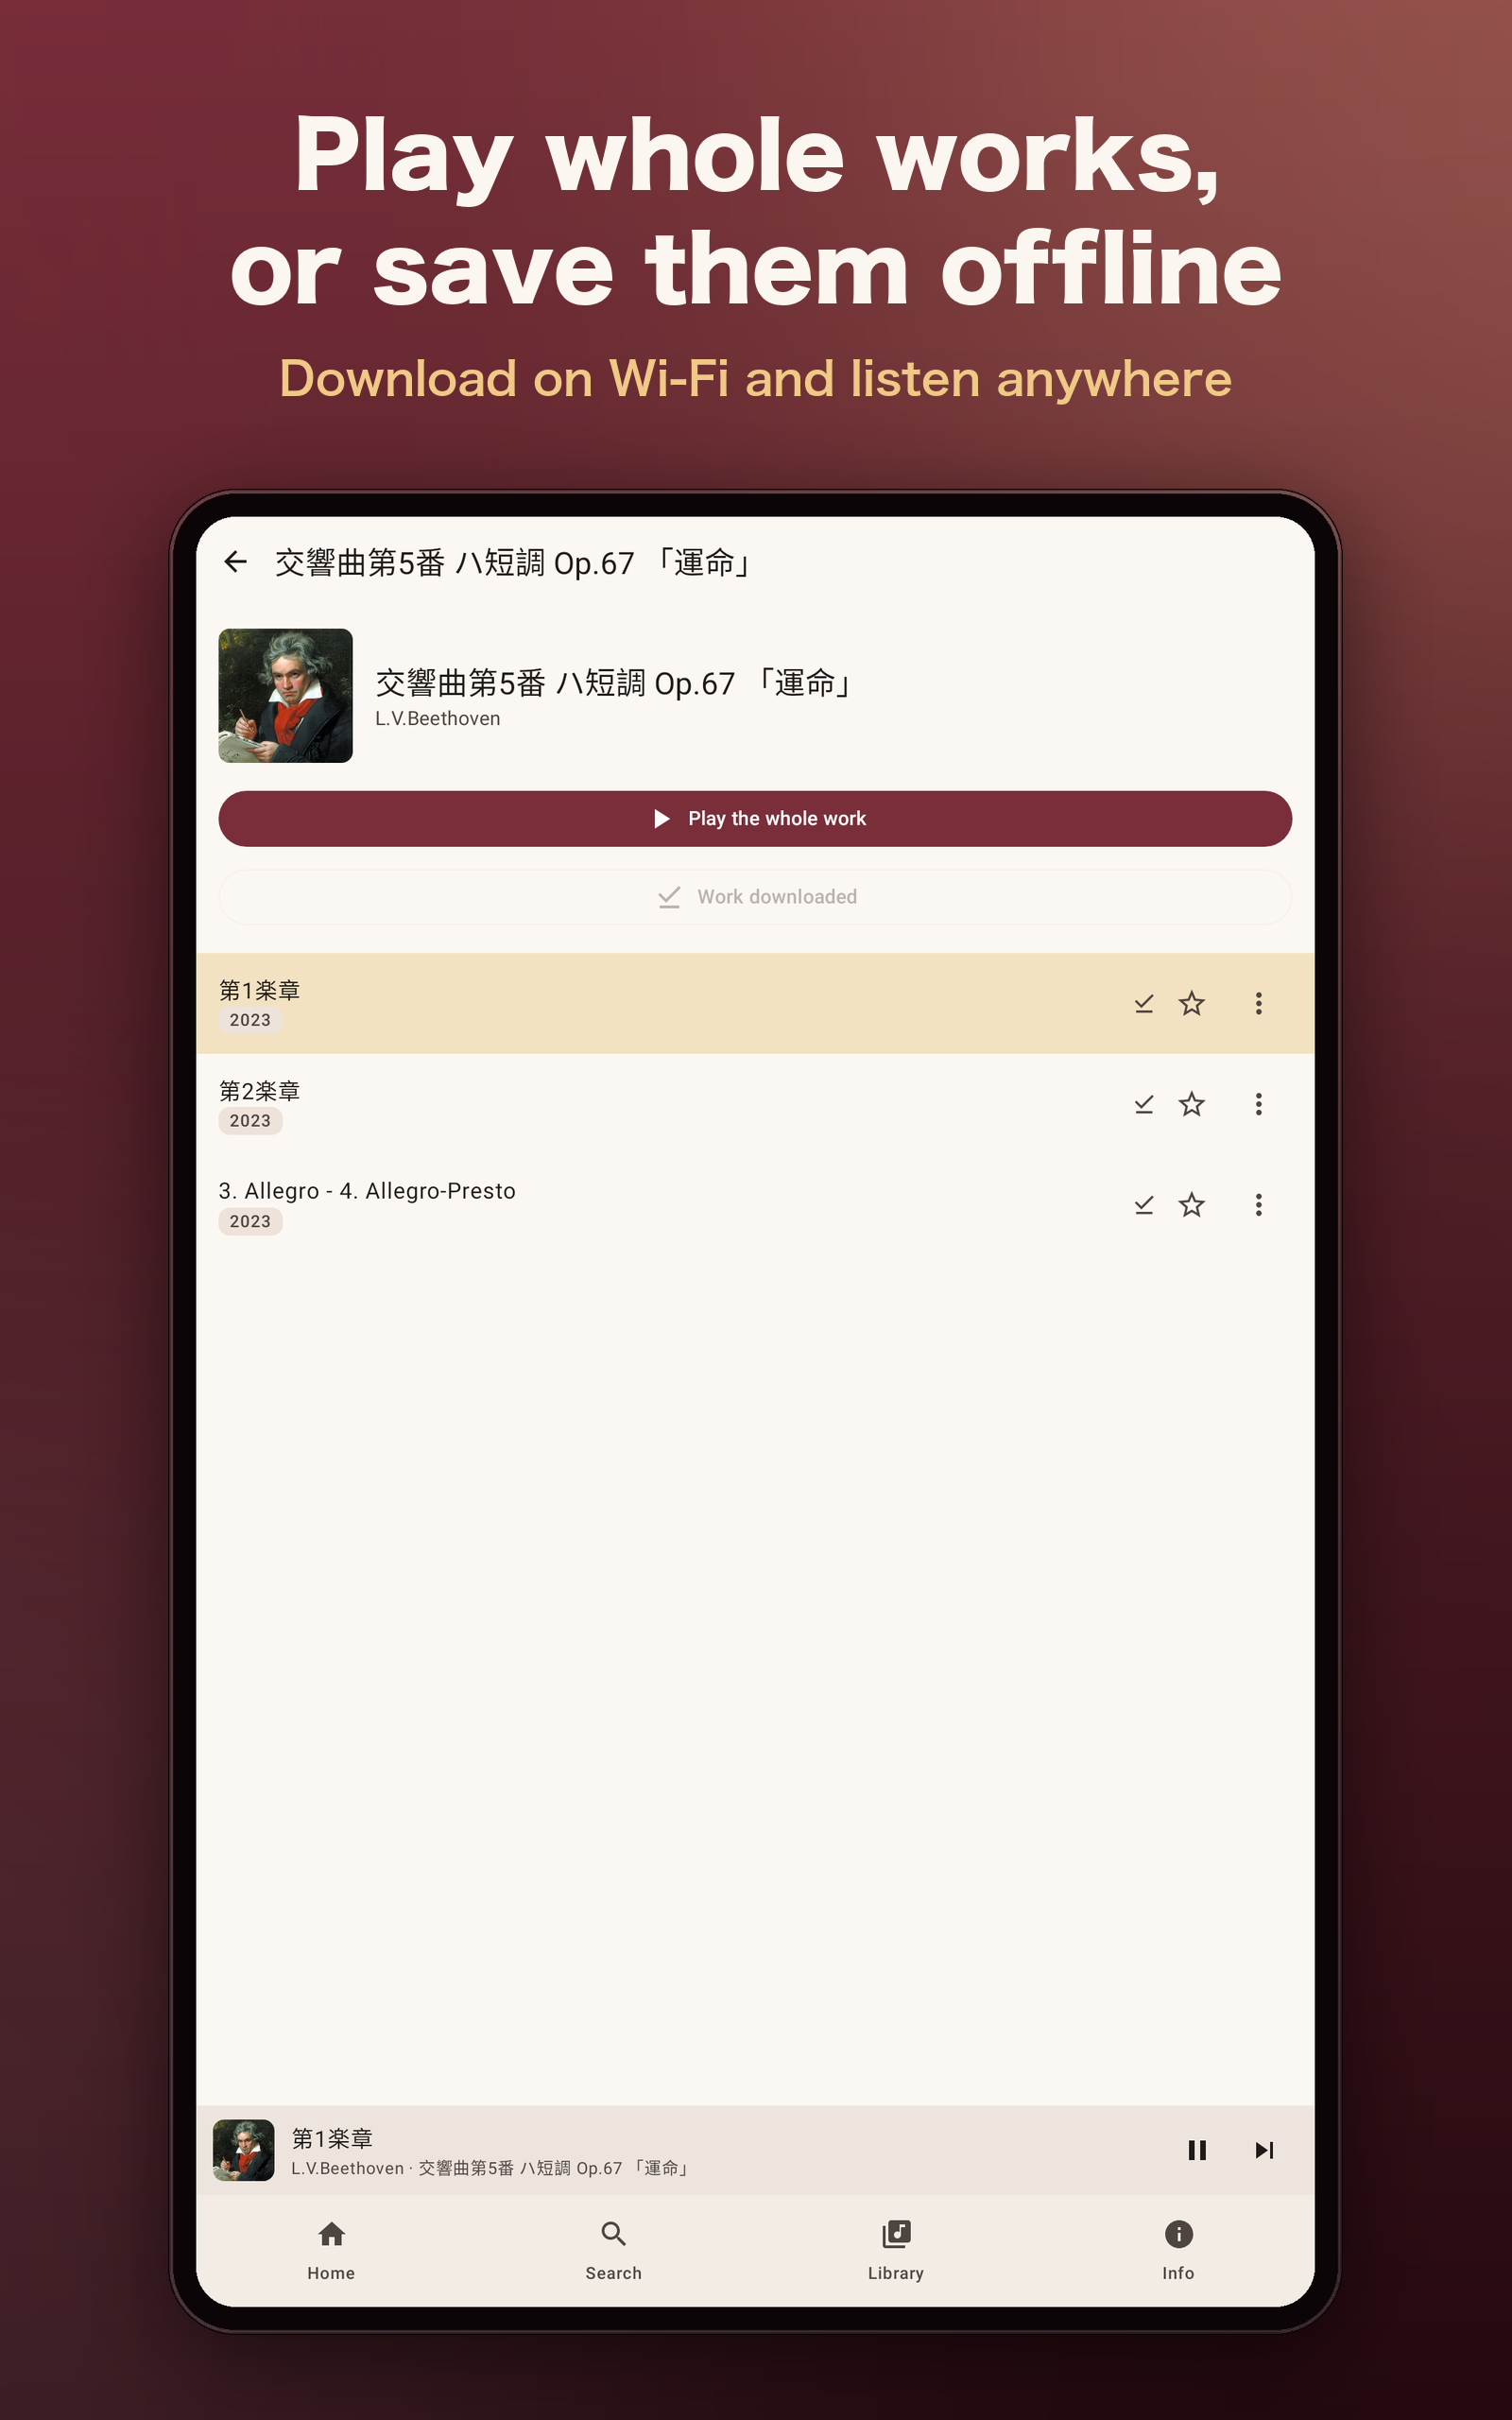 Play whole works,
or save them offline
Download on Wi-Fi and listen anywhere
交響曲第5番 ハ短調 Op.67 「運命」
交響曲第5番 ハ短調 Op.67 「運命」
L.V.Beethoven
Play the whole work
Work downloaded
第1楽章
2023
第2楽章
2023
3. Allegro - 4. Allegro-Presto
2023
第1楽章
L.V.Beethoven · 交響曲第5番 ハ短調 Op.67 「運命」
Home
Search
Library
Info